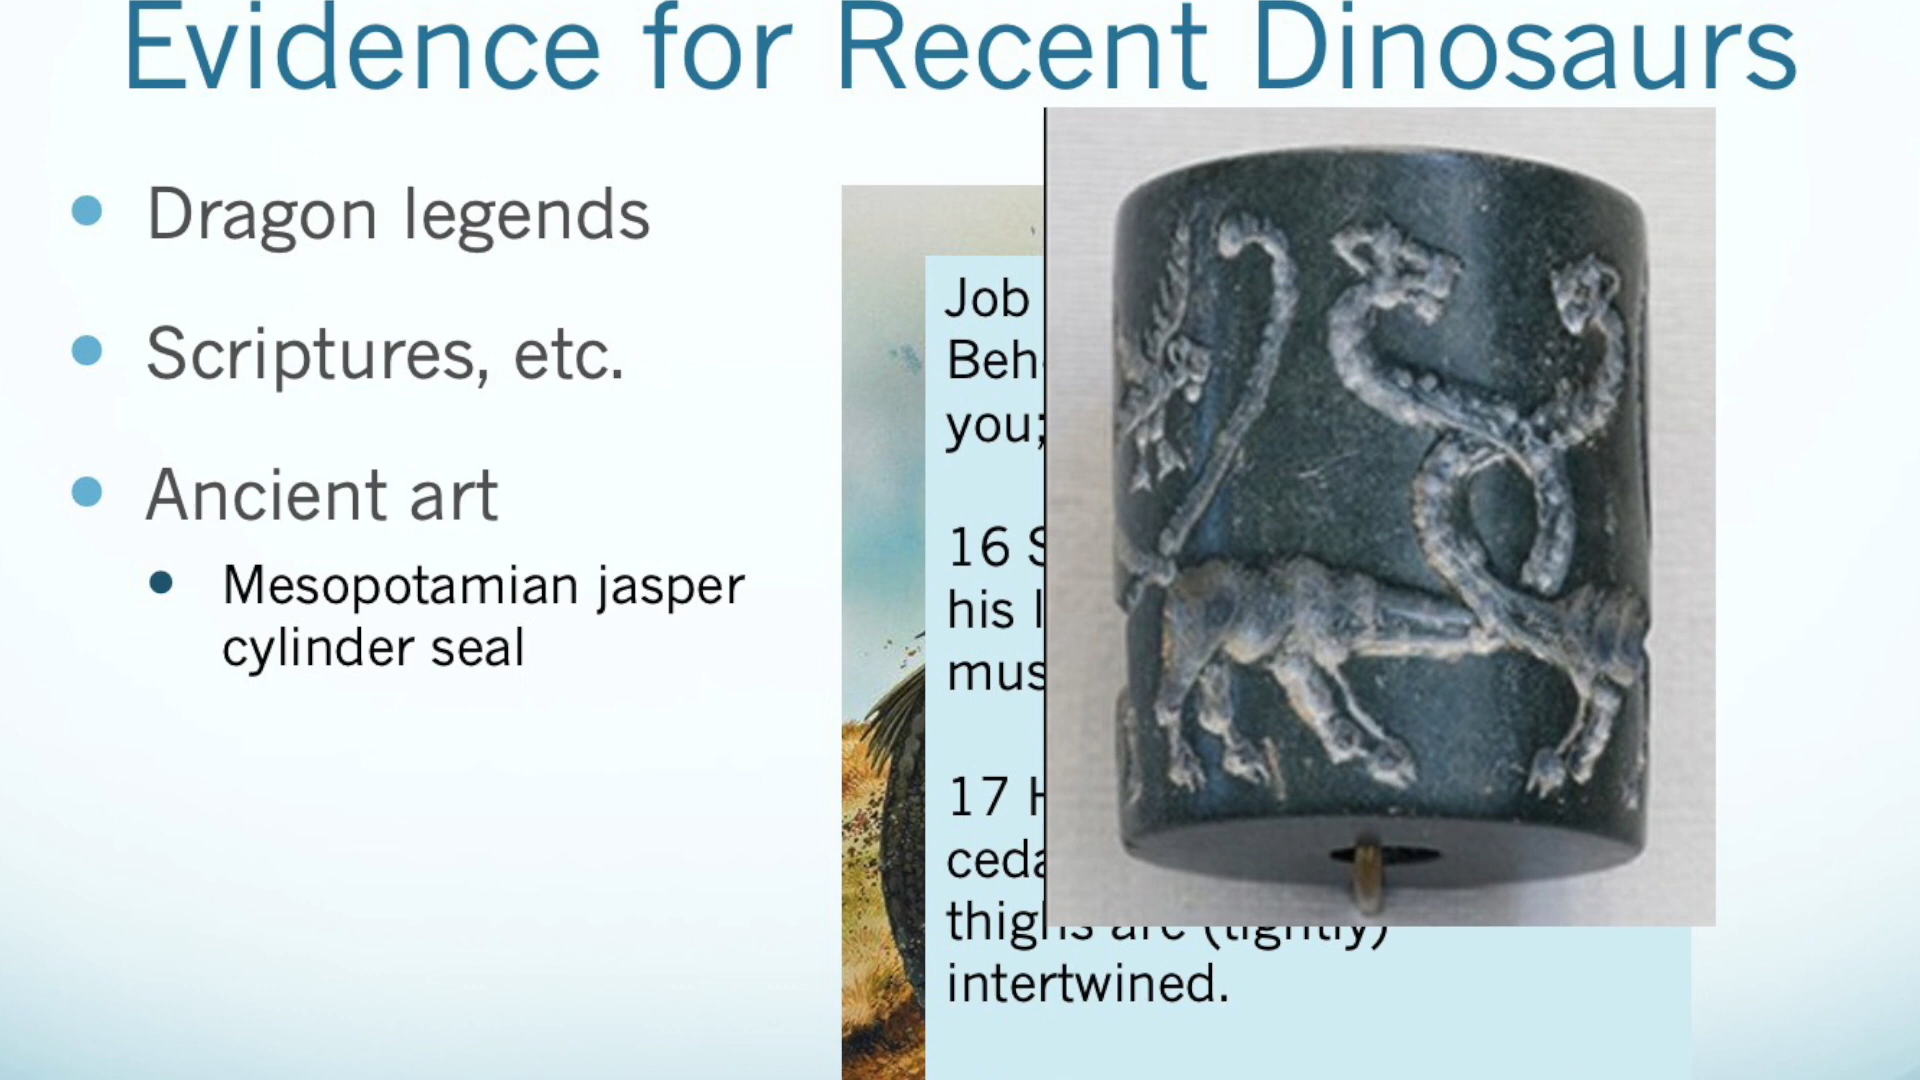 Evidence for Recent Dinosaurs
Dragon legends
Scriptures, etc.
Ancient art
Mesopotamian jasper
cylinder seal
Job
you;
16
his
17
(tightly)
intertwined.